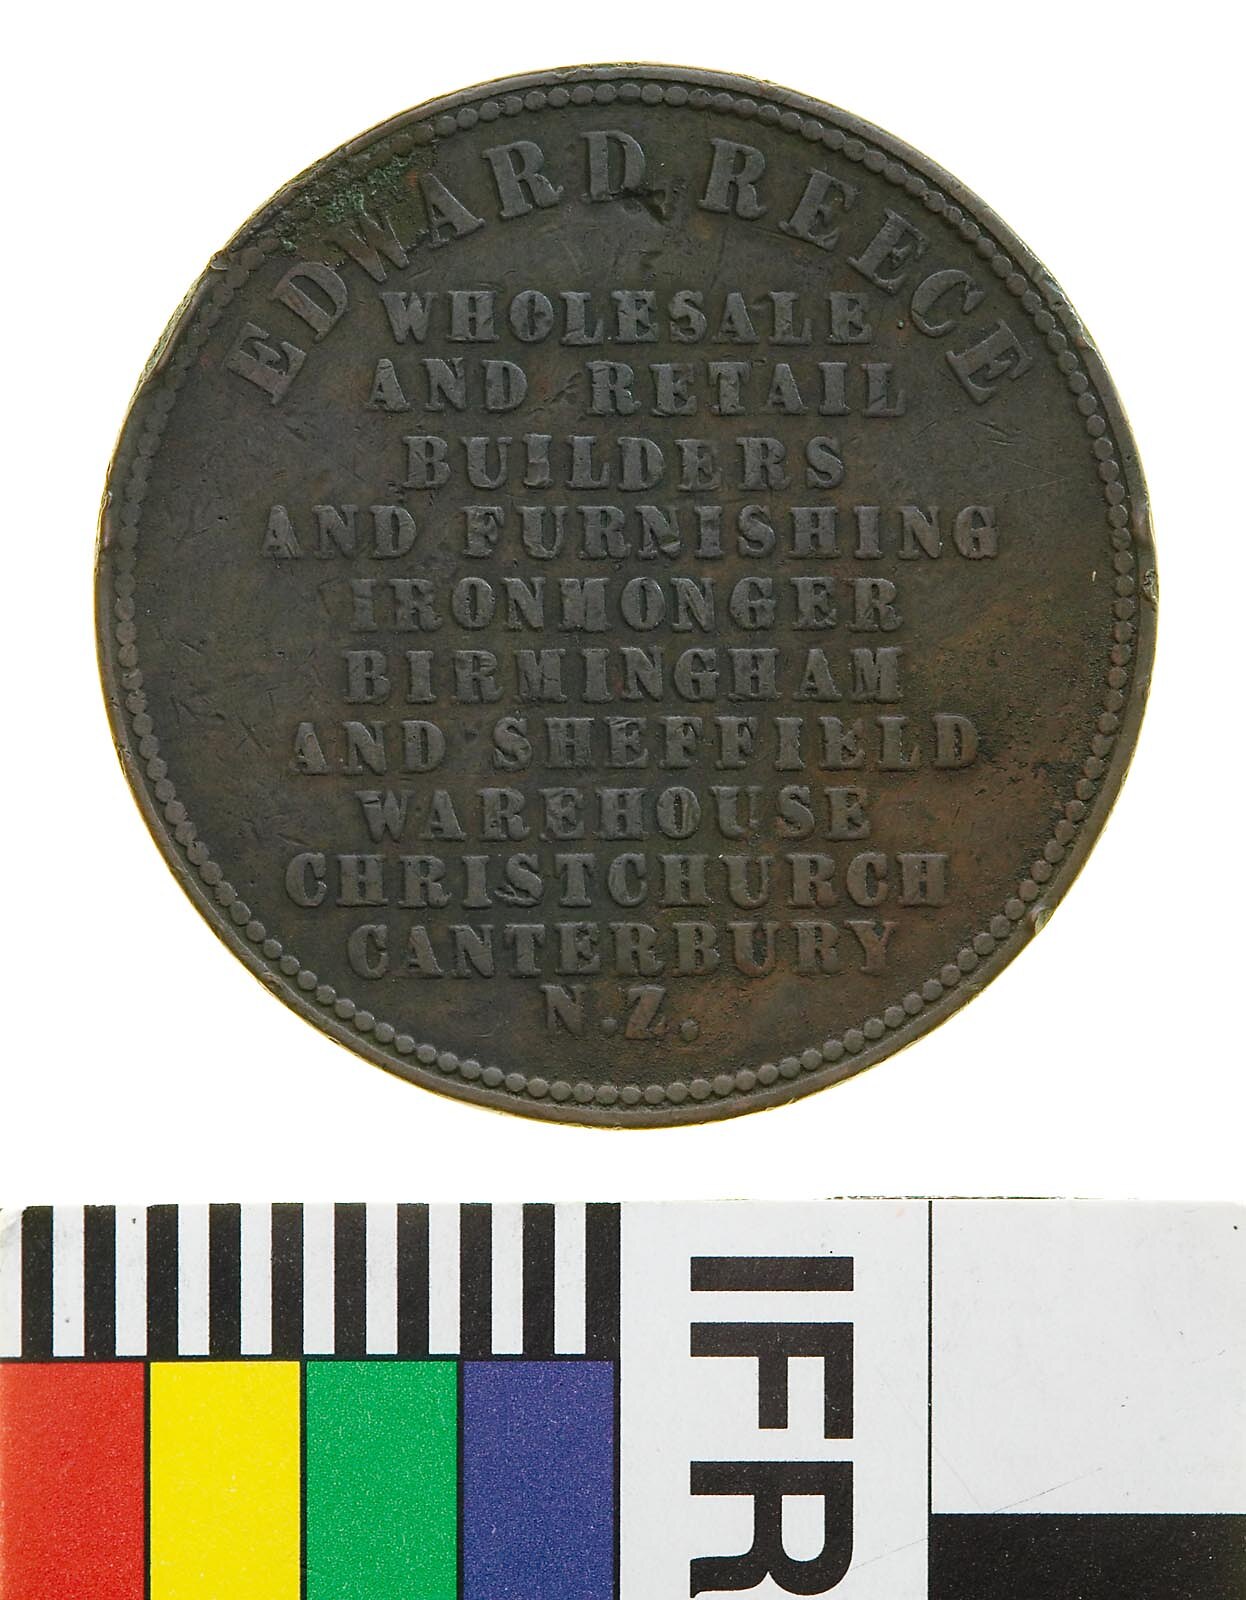 EDWARD REECE
WHOLESALE
AND RETAIL
BUILDERS
AND FURNISHING
IRONMONGER
BIRMINGHAM
AND SHEFFIELD
WAREHOUSE
CHRISTCHURCH
CANTERBURY
N.Z.
IFR